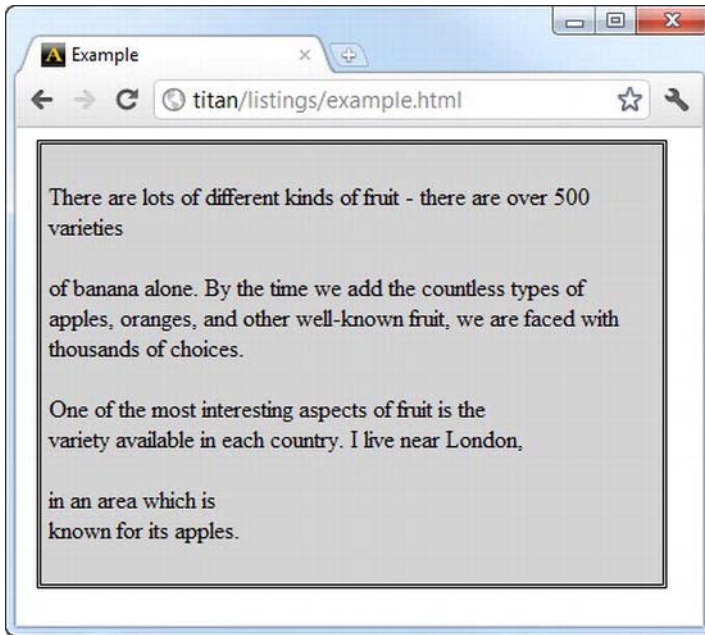 Example
titan/listings/example.html
There are lots of different kinds of fruit - there are over 500
varieties
of banana alone. By the time we add the countless types of
apples, oranges, and other well-known fruit, we are faced with
thousands of choices.
One of the most interesting aspects of fruit is the
variety available in each country. I live near London,
in an area which is
known for its apples.